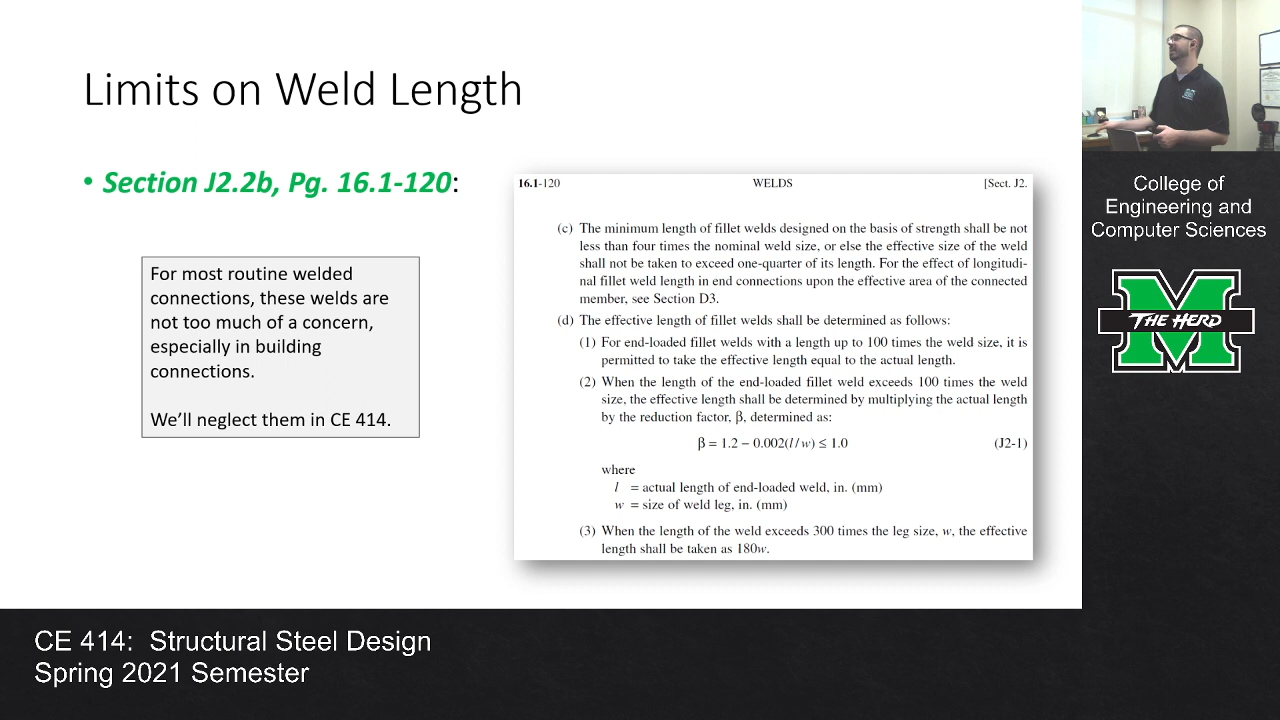 Limits on Weld Length
• Section J2.2b, Pg. 16.1-120:
For most routine welded
connections, these welds are
not too much of a concern,
especially in building
connections.
We'll neglect them in CE 414.
16.1-120 WELDS [Sect. J2.
(c) The minimum length of fillet welds designed on the basis of strength shall be not
less than four times the nominal weld size, or else the effective size of the weld
shall not be taken to exceed one-quarter of its length. For the effect of longitudi-
nal fillet weld length in end connections upon the effective area of the connected
member, see Section D3.
(d) The effective length of fillet welds shall be determined as follows:
(1) For end-loaded fillet welds with a length up to 100 times the weld size, it is
permitted to take the effective length equal to the actual length.
(2) When the length of the end-loaded fillet weld exceeds 100 times the weld
size, the effective length shall be determined by multiplying the actual length
by the reduction factor, β, determined as:
β = 1.2 − 0.002(l/w) ≤ 1.0 (J2-1)
where
l = actual length of end-loaded weld, in. (mm)
w = size of weld leg, in. (mm)
(3) When the length of the weld exceeds 300 times the leg size, w, the effective
length shall be taken as 180w.
College of
Engineering and
Computer Sciences
THE HERD
CE 414: Structural Steel Design
Spring 2021 Semester